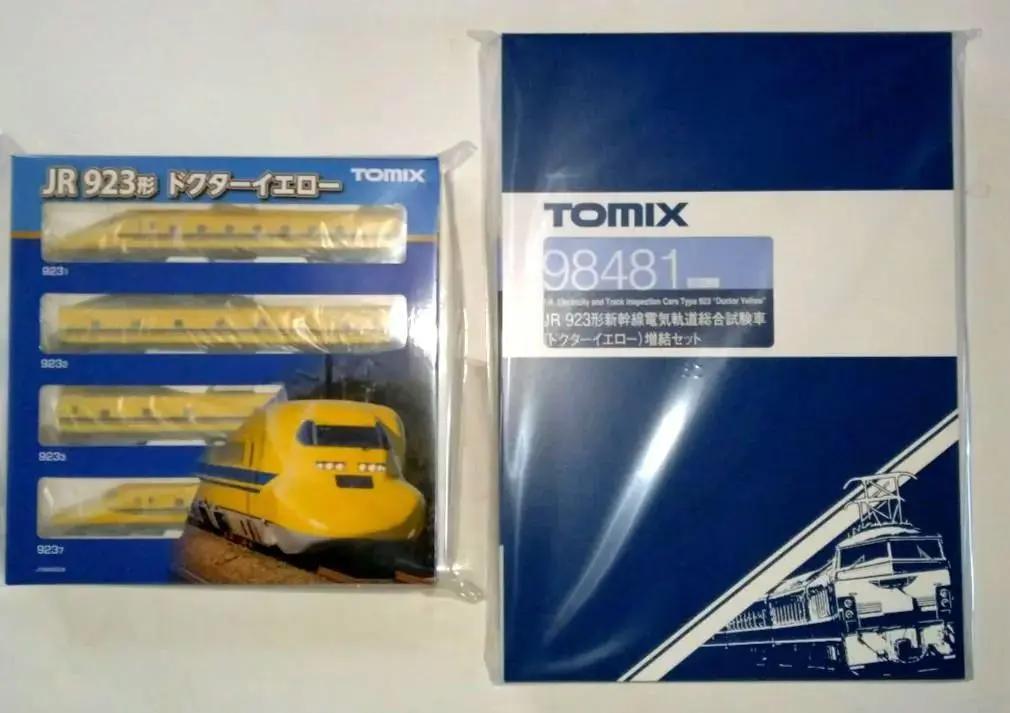 JR 923形 ドクターイエロー
TOMIX
923₁
923₂
923₃
923₇
TOMIX
98481
Electricity and Track Inspection Cars Type 923 "Doctor Yellow"
JR 923形新幹線電気軌道総合試験車
(ドクターイエロー)増結セット